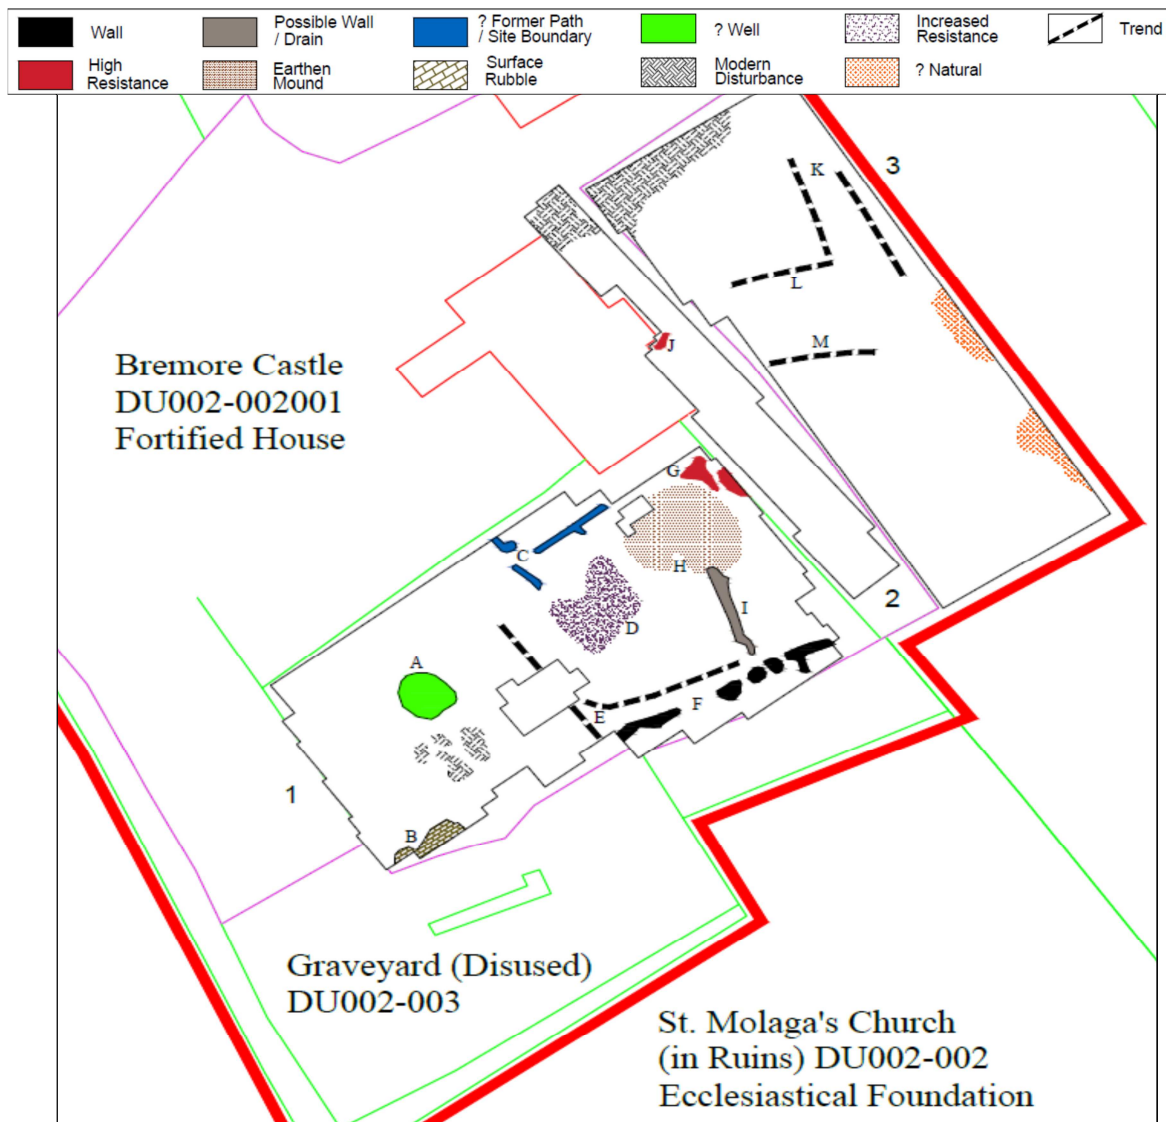 Wall
Possible Wall
/ Drain
? Former Path
/ Site Boundary
? Well
Increased
Resistance
Trend
High
Resistance
Earthen
Mound
Surface
Rubble
Modern
Disturbance
? Natural
K
3
L
M
J
Bremore Castle
DU002-002001
Fortified House
G
C
H
I
2
D
A
E
F
1
B
Graveyard (Disused)
DU002-003
St. Molaga's Church
(in Ruins) DU002-002
Ecclesiastical Foundation